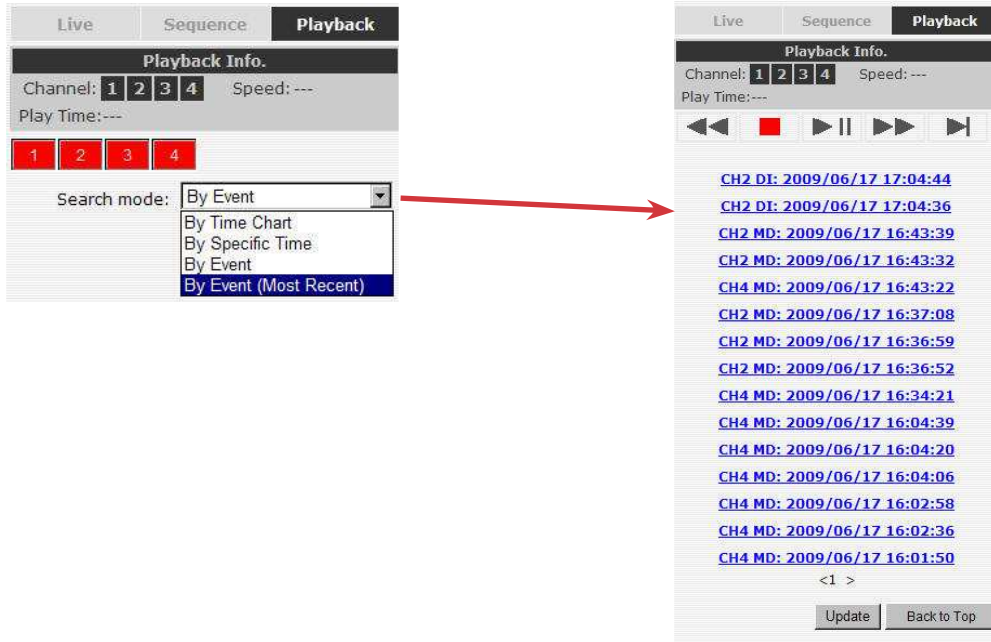 Live Sequence Playback
Playback Info.
Channel: 1 2 3 4 Speed: ---
Play Time:---
1 2 3 4
Search mode: By Event
By Time Chart
By Specific Time
By Event
By Event (Most Recent)
Live Sequence Playback
Playback Info.
Channel: 1 2 3 4 Speed: ---
Play Time:---
CH2 DI: 2009/06/17 17:04:44
CH2 DI: 2009/06/17 17:04:36
CH2 MD: 2009/06/17 16:43:39
CH2 MD: 2009/06/17 16:43:32
CH4 MD: 2009/06/17 16:43:22
CH2 MD: 2009/06/17 16:37:08
CH2 MD: 2009/06/17 16:36:59
CH2 MD: 2009/06/17 16:36:52
CH4 MD: 2009/06/17 16:34:21
CH4 MD: 2009/06/17 16:04:39
CH4 MD: 2009/06/17 16:04:20
CH4 MD: 2009/06/17 16:04:06
CH4 MD: 2009/06/17 16:02:58
CH4 MD: 2009/06/17 16:02:36
CH4 MD: 2009/06/17 16:01:50
<1 >
Update Back to Top